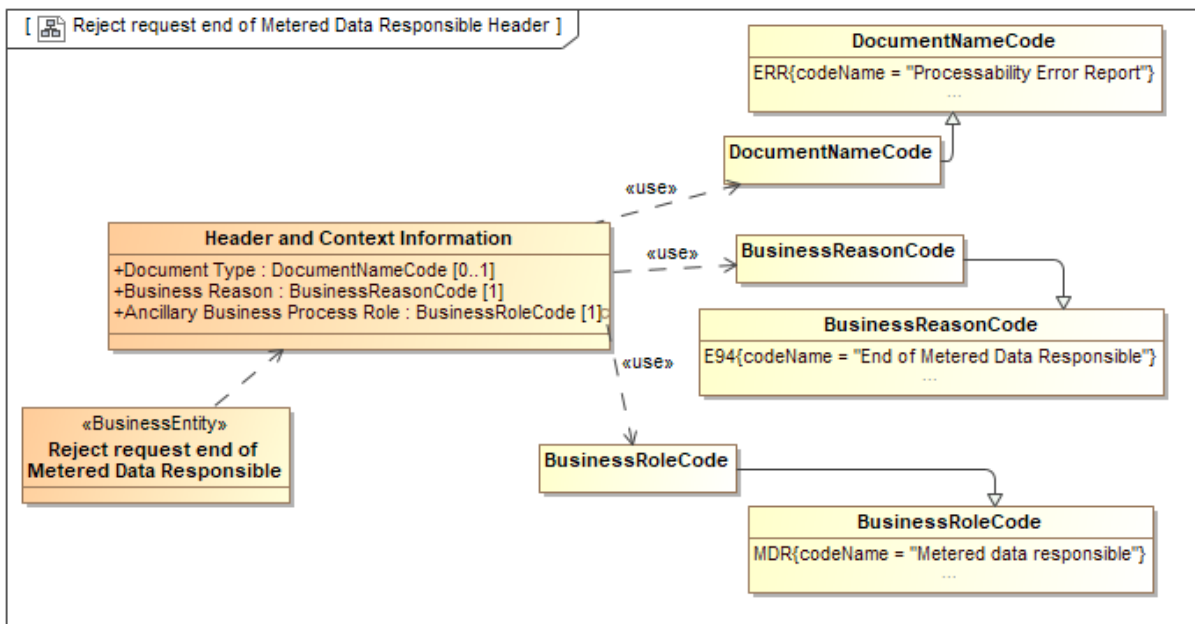 [ Reject request end of Metered Data Responsible Header ]
DocumentNameCode
ERR{codeName = "Processability Error Report"}
...
DocumentNameCode
«use»
Header and Context Information
+Document Type : DocumentNameCode [0..1]
+Business Reason : BusinessReasonCode [1]
+Ancillary Business Process Role : BusinessRoleCode [1]
«use»
BusinessReasonCode
BusinessReasonCode
E94{codeName = "End of Metered Data Responsible"}
...
«use»
«BusinessEntity»
Reject request end of
Metered Data Responsible
BusinessRoleCode
BusinessRoleCode
MDR{codeName = "Metered data responsible"}
...